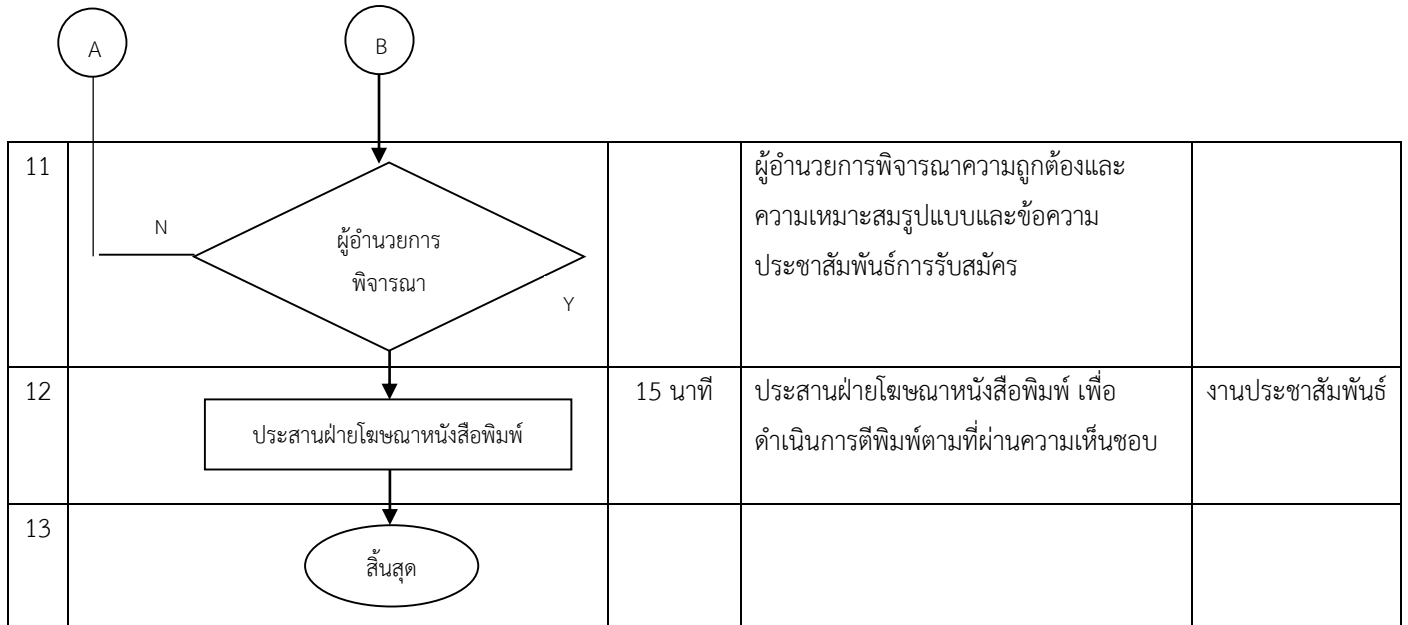 A
B
11
N
ผู้อำนวยการ
พิจารณา
Y
ผู้อำนวยการพิจารณาความถูกต้องและ
ความเหมาะสมรูปแบบและข้อความ
ประชาสัมพันธ์การรับสมัคร
12
ประสานฝ่ายโฆษณาหนังสือพิมพ์
15 นาที
ประสานฝ่ายโฆษณาหนังสือพิมพ์ เพื่อ
ดำเนินการตีพิมพ์ตามที่ผ่านความเห็นชอบ
งานประชาสัมพันธ์
13
สิ้นสุด